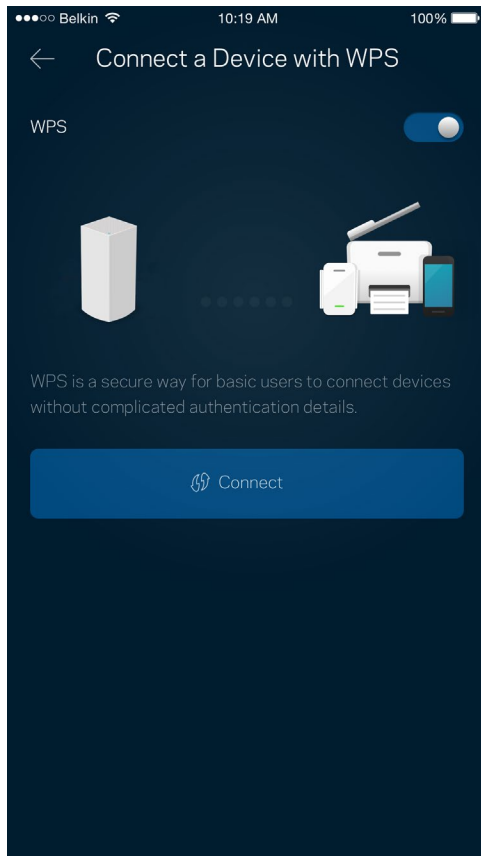 Belkin 10:19 AM 100%
Connect a Device with WPS
WPS
WPS is a secure way for basic users to connect devices
without complicated authentication details.
Connect